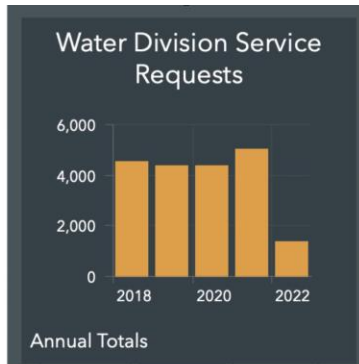 Water Division Service
Requests
6,000
4,000
2,000
0
2018
2020
2022
Annual Totals